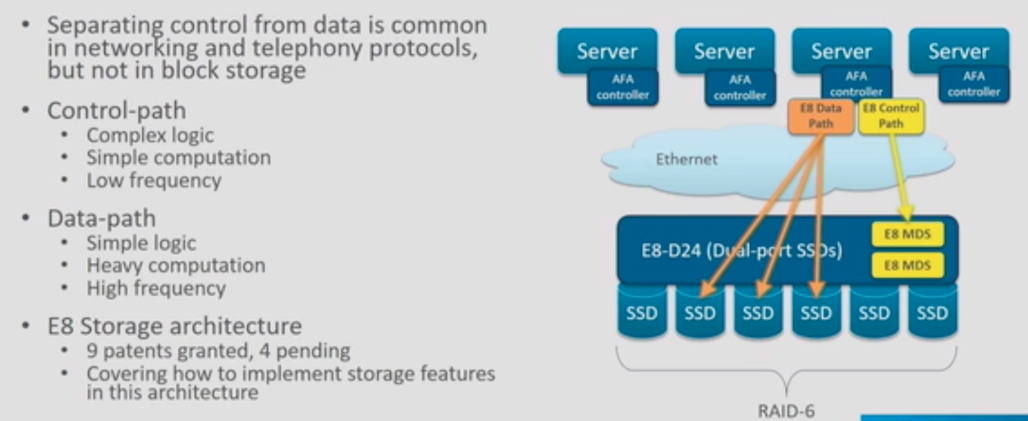 • Separating control from data is common
in networking and telephony protocols,
but not in block storage
• Control-path
• Complex logic
• Simple computation
• Low frequency
• Data-path
• Simple logic
• Heavy computation
• High frequency
• E8 Storage architecture
• 9 patents granted, 4 pending
• Covering how to implement storage features
in this architecture
Server
AFA
controller
Server
AFA
controller
Server
AFA
controller
Server
AFA
controller
E8 Data
Path
E8 Control
Path
Ethernet
E8-D24 (Dual-port SSDs)
E8 MDS
E8 MDS
SSD
SSD
SSD
SSD
SSD
SSD
RAID-6